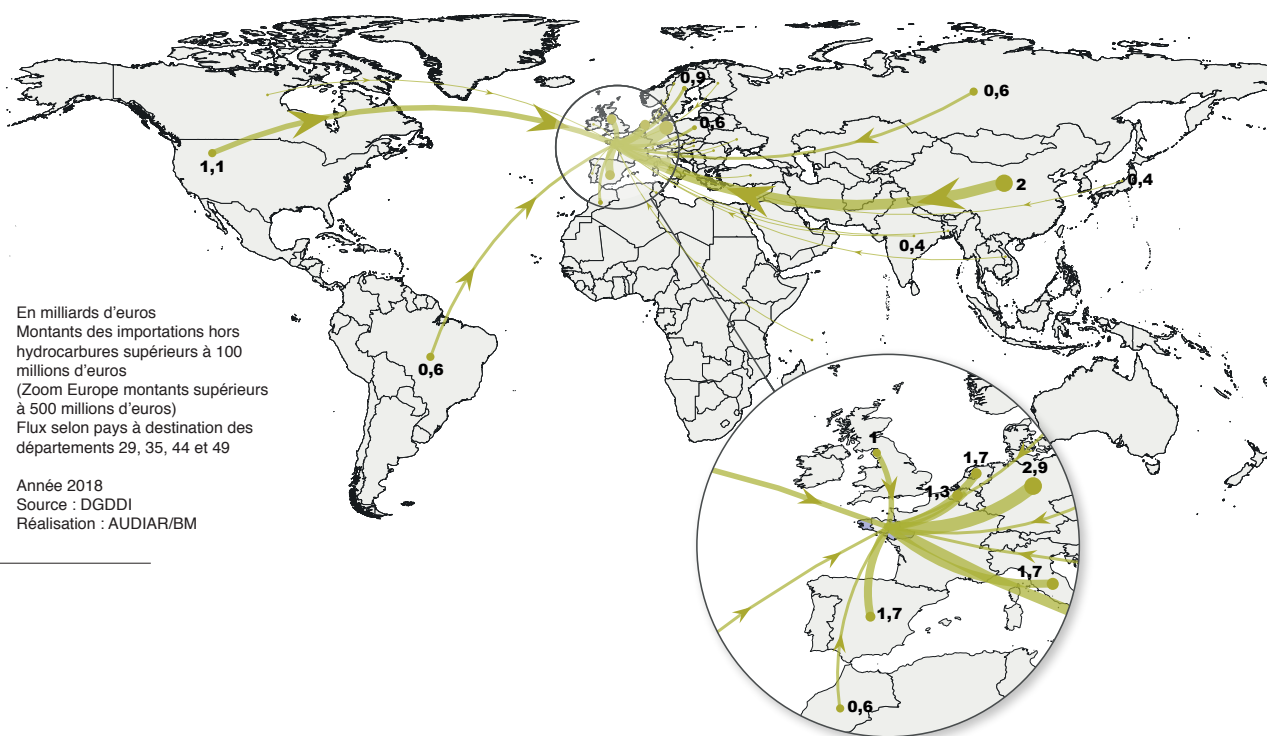 0,9
0,6
0,6
1,1
2
0,4
0,4
En milliards d'euros
Montants des importations hors
hydrocarbures supérieurs à 100
millions d'euros
(Zoom Europe montants supérieurs
à 500 millions d'euros)
Flux selon pays à destination des
départements 29, 35, 44 et 49
0,6
Année 2018
Source : DGDDI
Réalisation : AUDIAR/BM
1
1,7
2,9
1,3
1,7
1,7
0,6